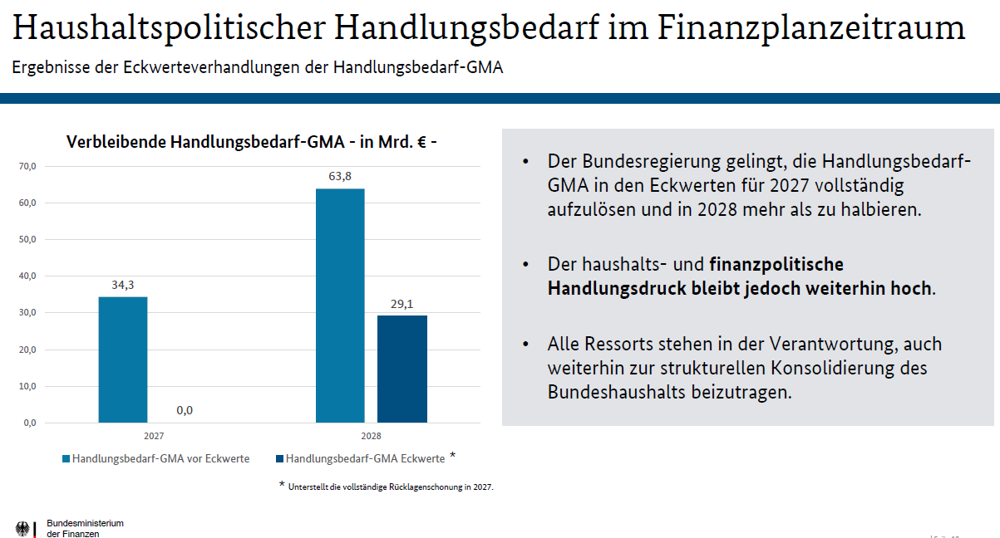 Haushaltspolitischer Handlungsbedarf im Finanzplanzeitraum
Ergebnisse der Eckwerteverhandlungen der Handlungsbedarf-GMA
Verbleibende Handlungsbedarf-GMA - in Mrd. € -
70,0
60,0
50,0
40,0
30,0
20,0
10,0
0,0
34,3
0,0
63,8
29,1
2027
2028
Handlungsbedarf-GMA vor Eckwerte
Handlungsbedarf-GMA Eckwerte *
* Unterstellt die vollständige Rücklagenschonung in 2027.
• Der Bundesregierung gelingt, die Handlungsbedarf-
GMA in den Eckwerten für 2027 vollständig
aufzulösen und in 2028 mehr als zu halbieren.
• Der haushalts- und finanzpolitische
Handlungsdruck bleibt jedoch weiterhin hoch.
• Alle Ressorts stehen in der Verantwortung, auch
weiterhin zur strukturellen Konsolidierung des
Bundeshaushalts beizutragen.
Bundesministerium
der Finanzen